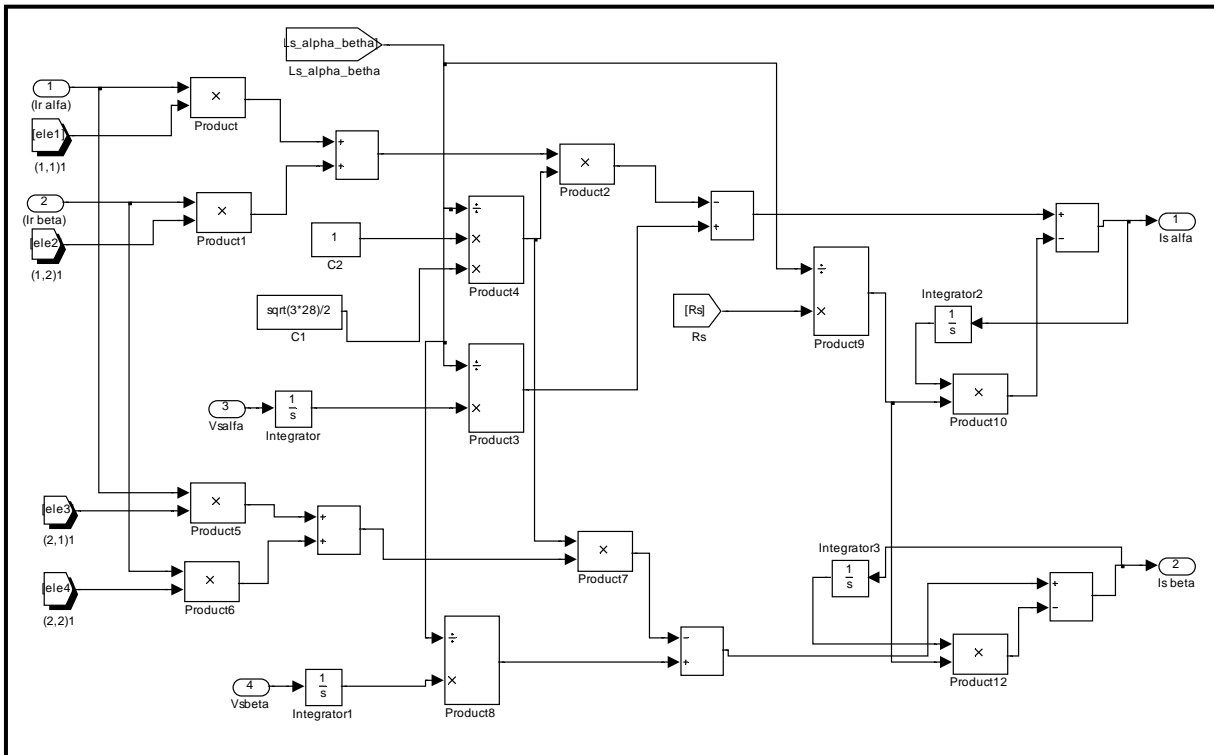 Ls_alpha_betha]
Ls_alpha_betha
1
(Ir alfa)
×
Product
[ele1]
(1,1)1
+
+
×
Product2
2
(Ir beta)
×
Product1
[ele2
(1,2)1
÷
×
×
Product4
1
C2
sqrt(3*28)/2
C1
−
+
+
−
1
Is alfa
÷
×
Product9
[Rs]
Rs
Integrator2
1
s
×
Product10
÷
×
Product3
3
Vsalfa
1
s
Integrator
[ele3
(2,1)1
×
Product5
+
+
×
Product7
[ele4
(2,2)1
×
Product6
Integrator3
1
s
+
−
2
Is beta
×
Product12
÷
×
Product8
−
+
4
Vsbeta
1
s
Integrator1